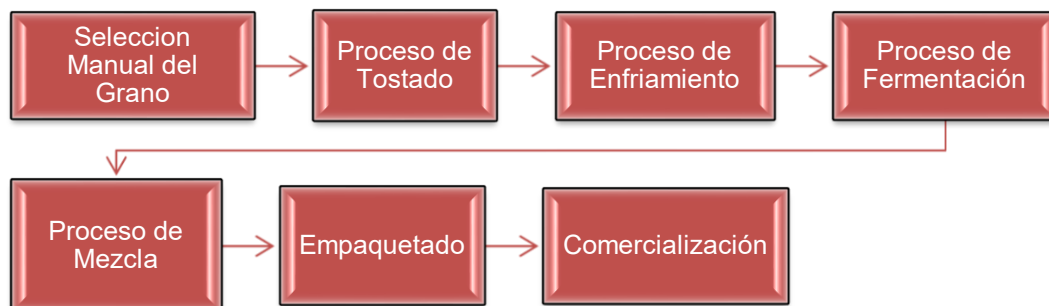 Seleccion
Manual del
Grano
Proceso de
Tostado
Proceso de
Enfriamiento
Proceso de
Fermentación
Proceso de
Mezcla
Empaquetado
Comercialización